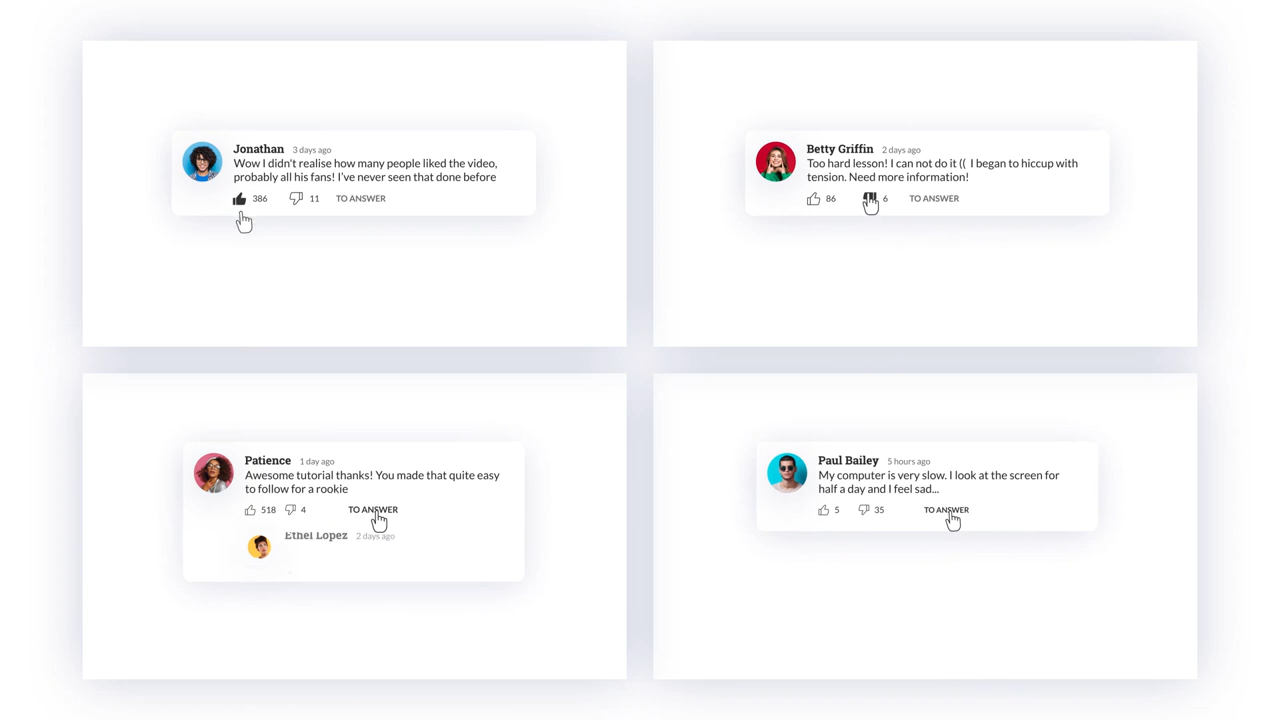 Jonathan 3 days ago
Wow I didn't realise how many people liked the video,
probably all his fans! I've never seen that done before
386 11 TO ANSWER
Betty Griffin 2 days ago
Too hard lesson! I can not do it (( I began to hiccup with
tension. Need more information!
86 6 TO ANSWER
Patience 1 day ago
Awesome tutorial thanks! You made that quite easy
to follow for a rookie
518 4 TO ANSWER
Ethel Lopez 2 days ago
Paul Bailey 5 hours ago
My computer is very slow. I look at the screen for
half a day and I feel sad...
5 35 TO ANSWER